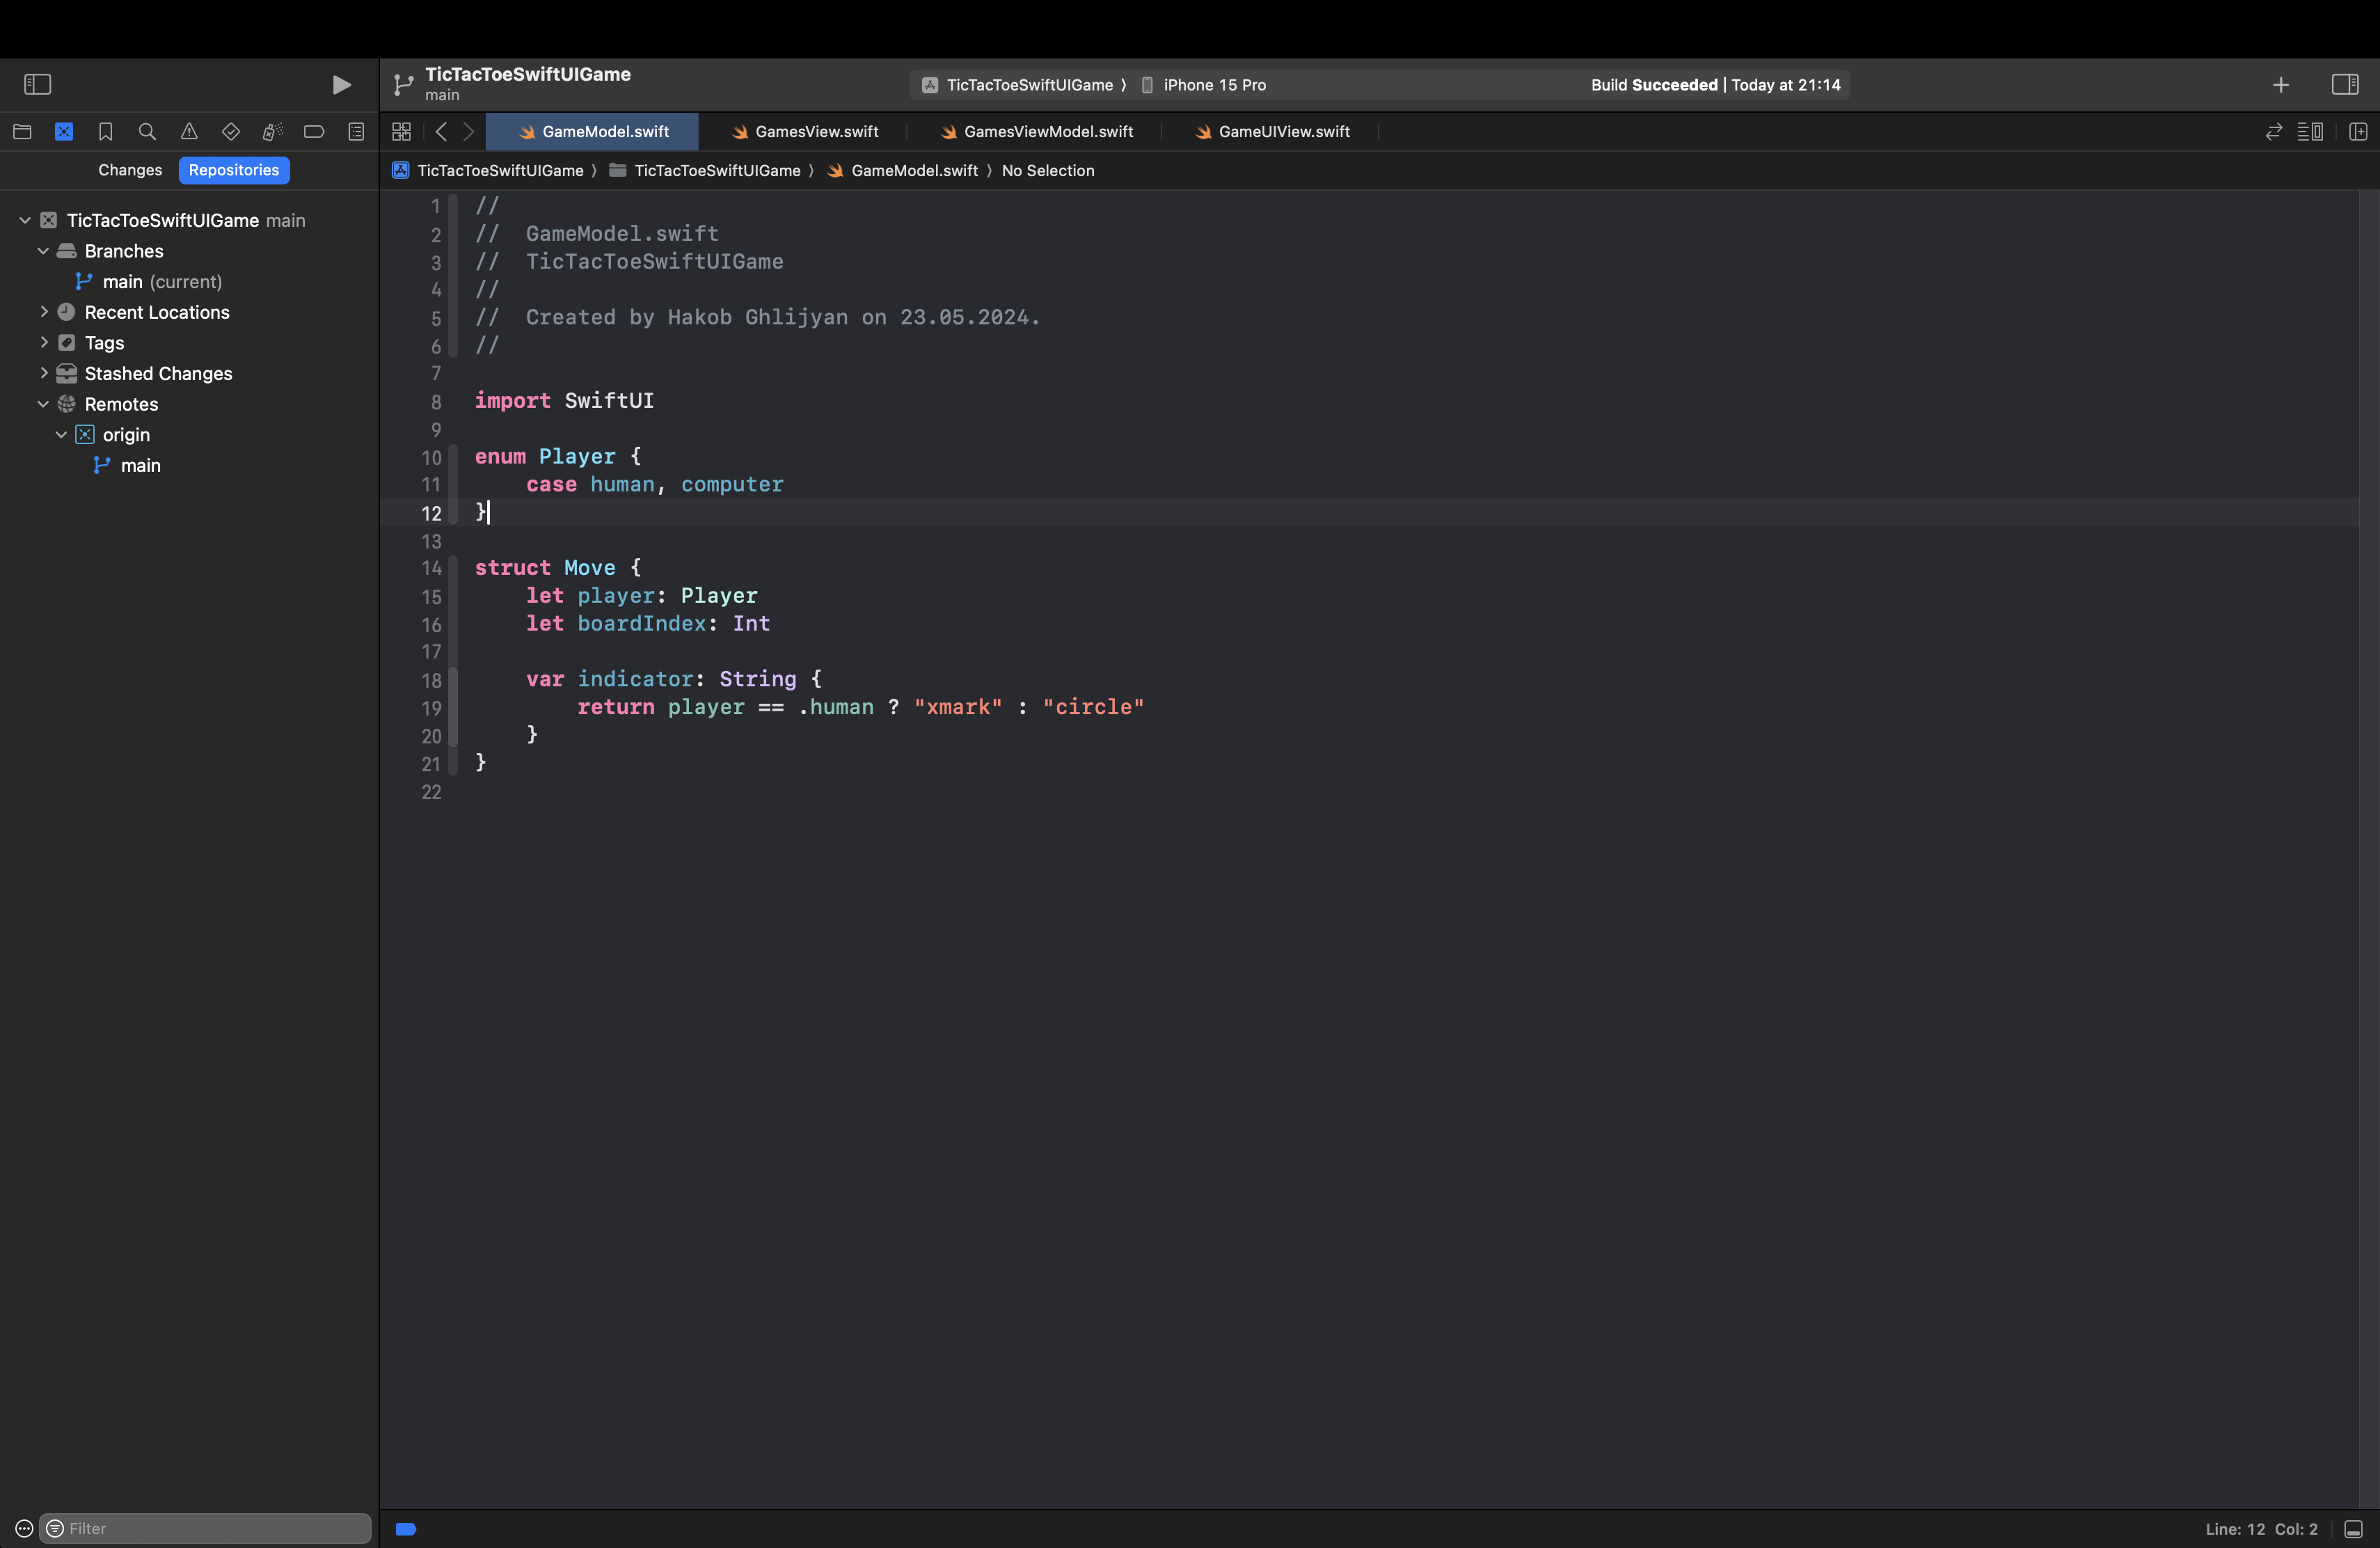 TicTacToeSwiftUIGame
main
TicTacToeSwiftUIGame 〉 iPhone 15 Pro
Build Succeeded | Today at 21:14
GameModel.swift
GamesView.swift
GamesViewModel.swift
GameUIView.swift
Changes
Repositories
TicTacToeSwiftUIGame 〉 TicTacToeSwiftUIGame 〉 GameModel.swift 〉 No Selection
TicTacToeSwiftUIGame main
Branches
main (current)
Recent Locations
Tags
Stashed Changes
Remotes
origin
main
1 //
2 //  GameModel.swift
3 //  TicTacToeSwiftUIGame
4 //
5 //  Created by Hakob Ghlijyan on 23.05.2024.
6 //
7
8 import SwiftUI
9
10 enum Player {
11     case human, computer
12 }
13
14 struct Move {
15     let player: Player
16     let boardIndex: Int
17
18     var indicator: String {
19         return player == .human ? "xmark" : "circle"
20     }
21 }
22
Filter
Line: 12 Col: 2